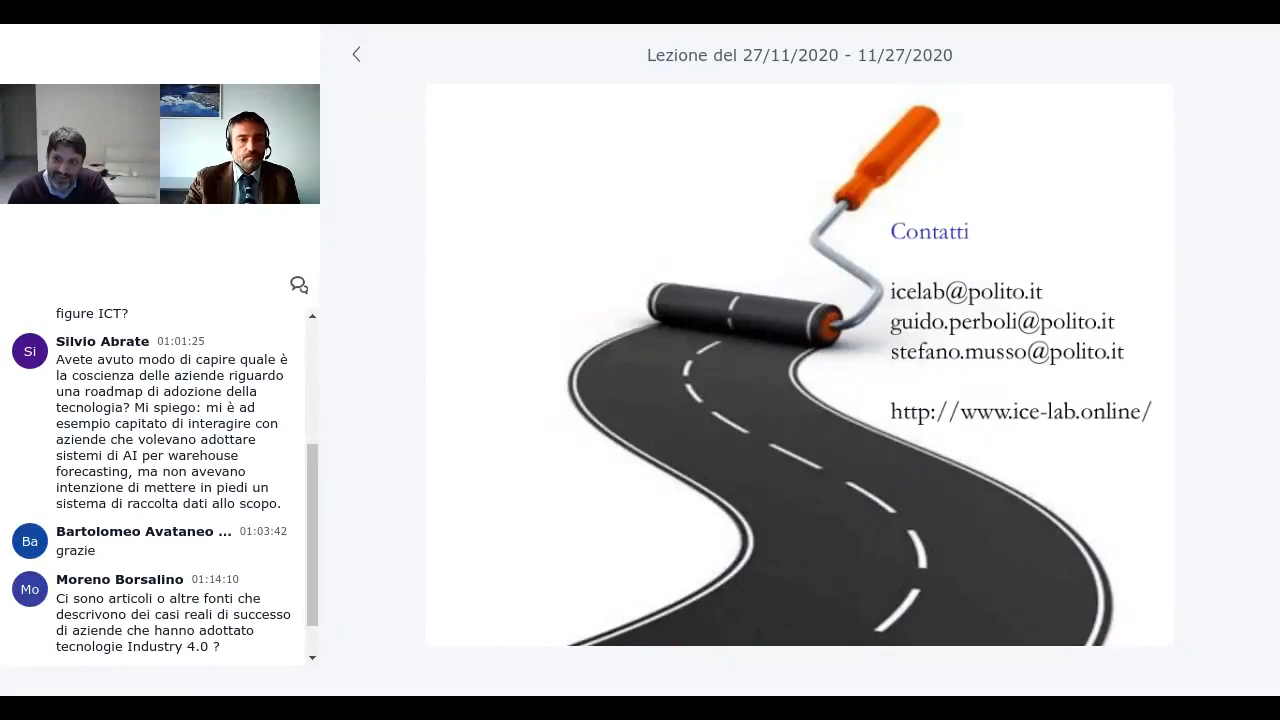 Lezione del 27/11/2020 - 11/27/2020
figure ICT?
Si
Silvio Abrate 01:01:25
Avete avuto modo di capire quale è
la coscienza delle aziende riguardo
una roadmap di adozione della
tecnologia? Mi spiego: mi è ad
esempio capitato di interagire con
aziende che volevano adottare
sistemi di AI per warehouse
forecasting, ma non avevano
intenzione di mettere in piedi un
sistema di raccolta dati allo scopo.
Ba
Bartolomeo Avataneo ... 01:03:42
grazie
Mo
Moreno Borsalino 01:14:10
Ci sono articoli o altre fonti che
descrivono dei casi reali di successo
di aziende che hanno adottato
tecnologie Industry 4.0 ?
Contatti
icelab@polito.it
guido.perboli@polito.it
stefano.musso@polito.it
http://www.ice-lab.online/